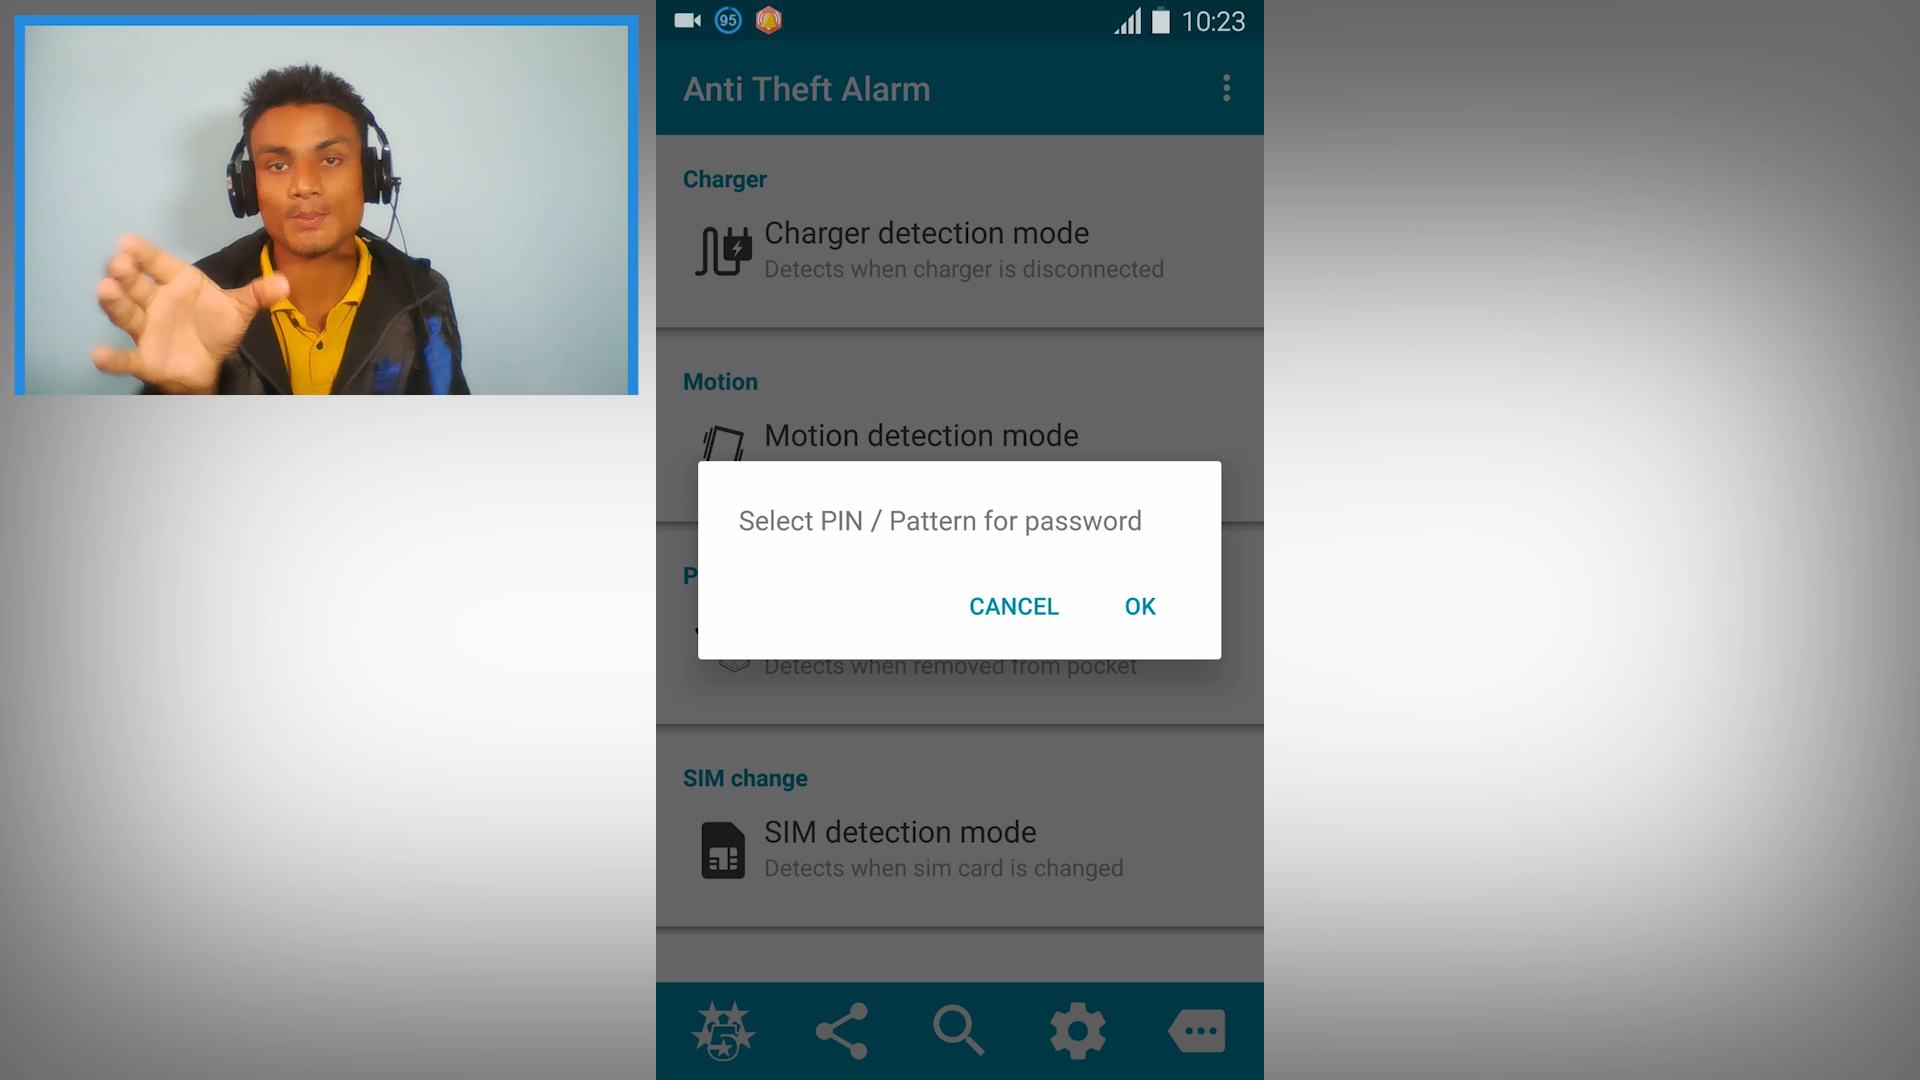 95
10:23
Anti Theft Alarm
Charger
Charger detection mode
Detects when charger is disconnected
Motion
Motion detection mode
Select PIN / Pattern for password
P
CANCEL OK
Detects when removed from pocket
SIM change
SIM detection mode
Detects when sim card is changed